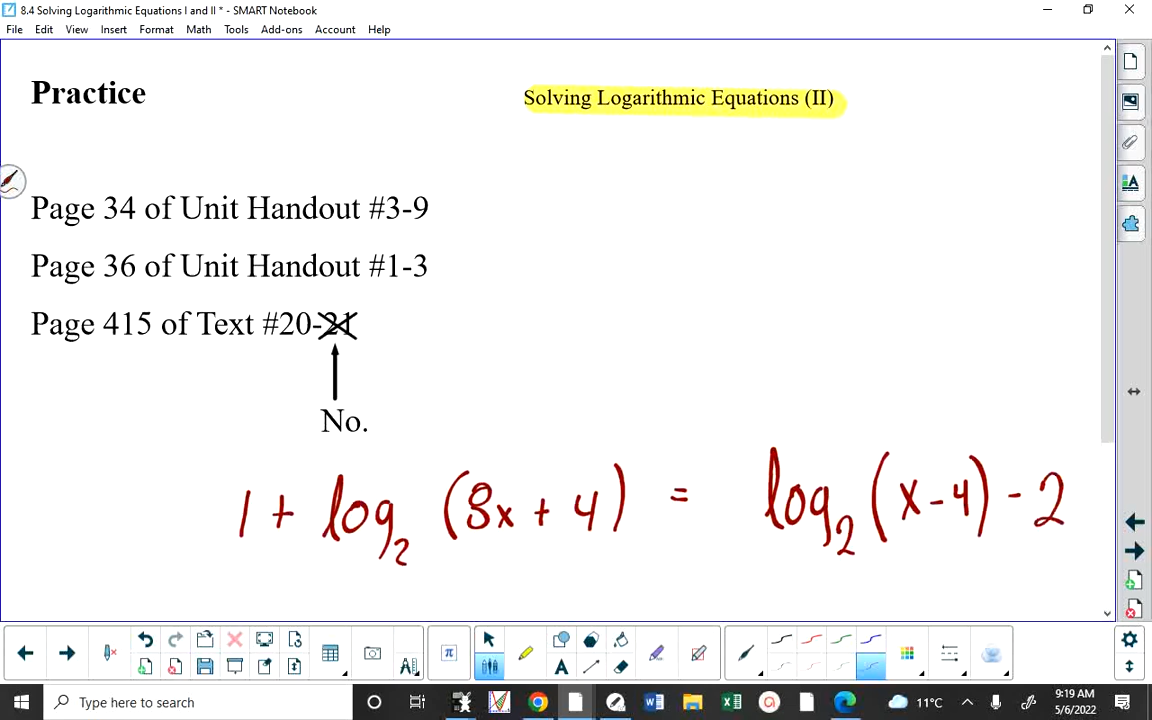 8.4 Solving Logarithmic Equations I and II * - SMART Notebook
File Edit View Insert Format Math Tools Add-ons Account Help
Practice
Solving Logarithmic Equations (II)
Page 34 of Unit Handout #3-9
Page 36 of Unit Handout #1-3
Page 415 of Text #20-21
No.
1 + log₂ (8x + 4) = log₂ (x - 4) - 2
Type here to search
11°C
9:19 AM
5/6/2022